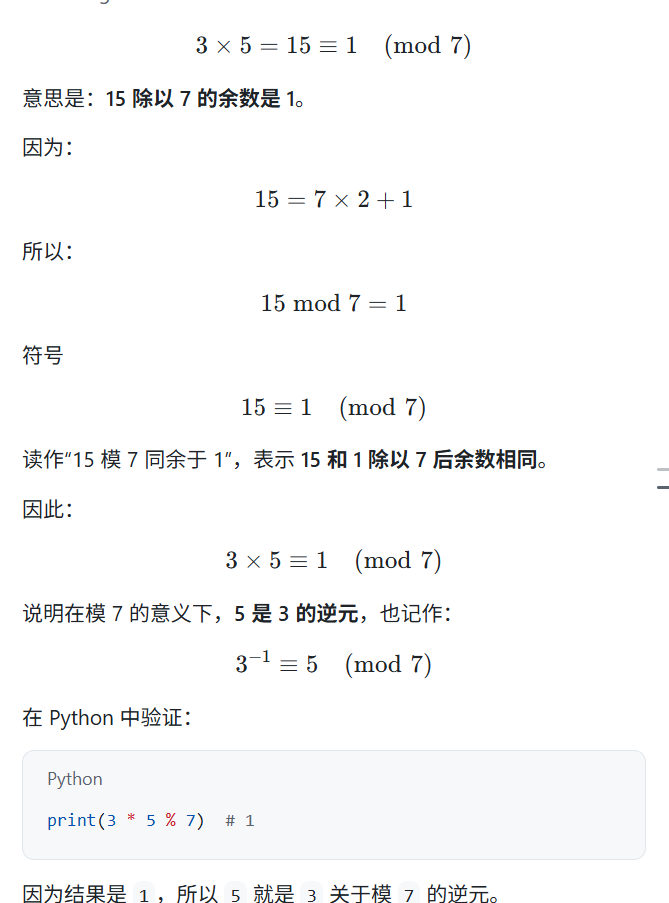 3 × 5 = 15 ≡ 1 (mod 7)
意思是：15 除以 7 的余数是 1。
因为：
15 = 7 × 2 + 1
所以：
15 mod 7 = 1
符号
15 ≡ 1 (mod 7)
读作“15 模 7 同余于 1”，表示 15 和 1 除以 7 后余数相同。
因此：
3 × 5 ≡ 1 (mod 7)
说明在模 7 的意义下，5 是 3 的逆元，也记作：
3⁻¹ ≡ 5 (mod 7)
在 Python 中验证：
Python
print(3 * 5 % 7)  # 1
因为结果是 1，所以 5 就是 3 关于模 7 的逆元。